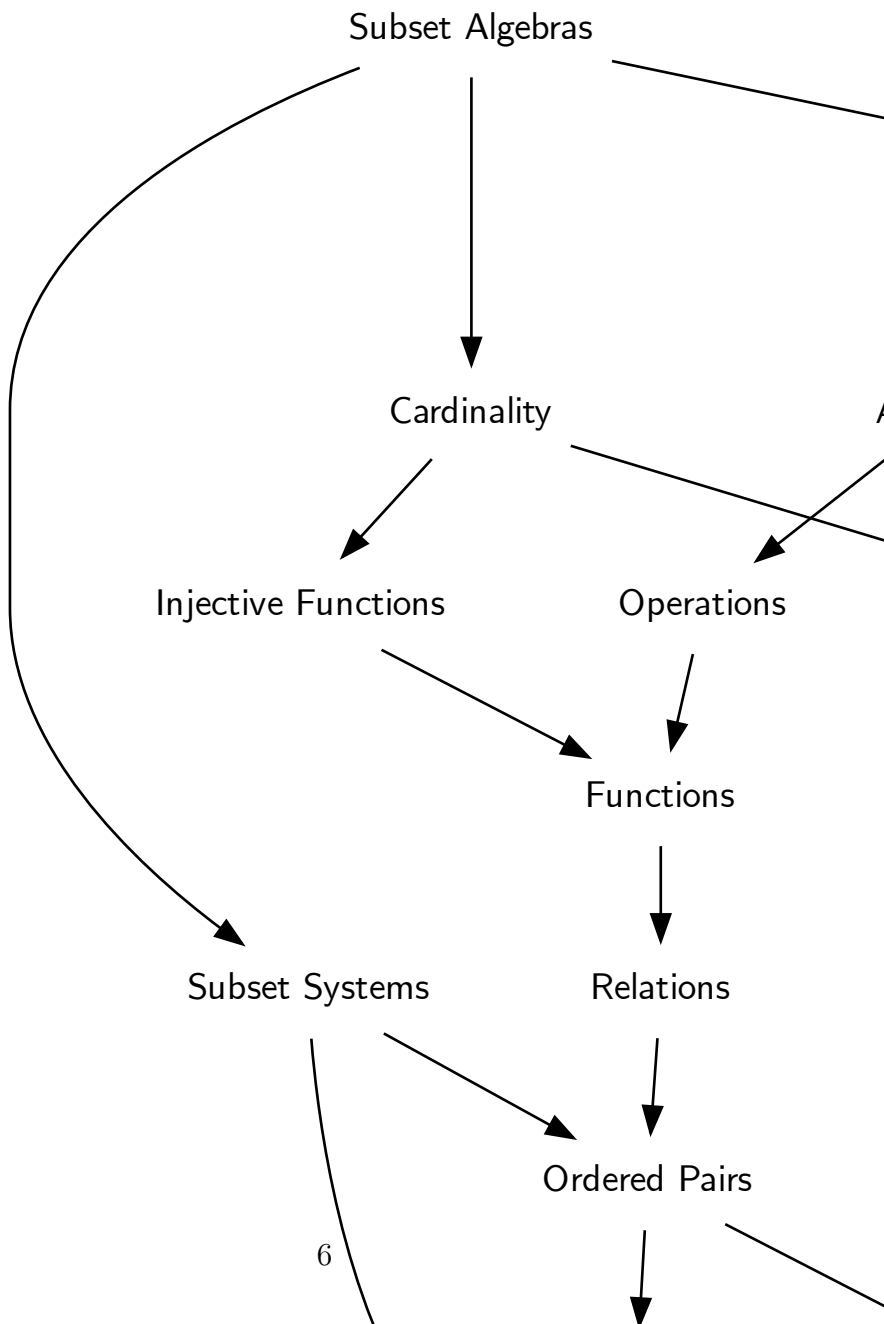 Subset Algebras
Cardinality
Injective Functions
Operations
Functions
Subset Systems
Relations
Ordered Pairs
6